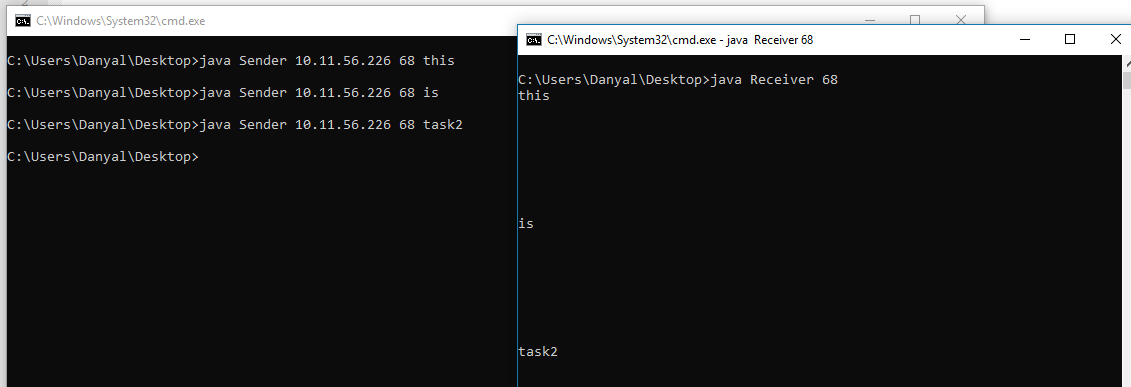 C:\Windows\System32\cmd.exe
C:\Users\Danyal\Desktop>java Sender 10.11.56.226 68 this
C:\Users\Danyal\Desktop>java Sender 10.11.56.226 68 is
C:\Users\Danyal\Desktop>java Sender 10.11.56.226 68 task2
C:\Users\Danyal\Desktop>
C:\Windows\System32\cmd.exe - java  Receiver 68
C:\Users\Danyal\Desktop>java Receiver 68
this
is
task2